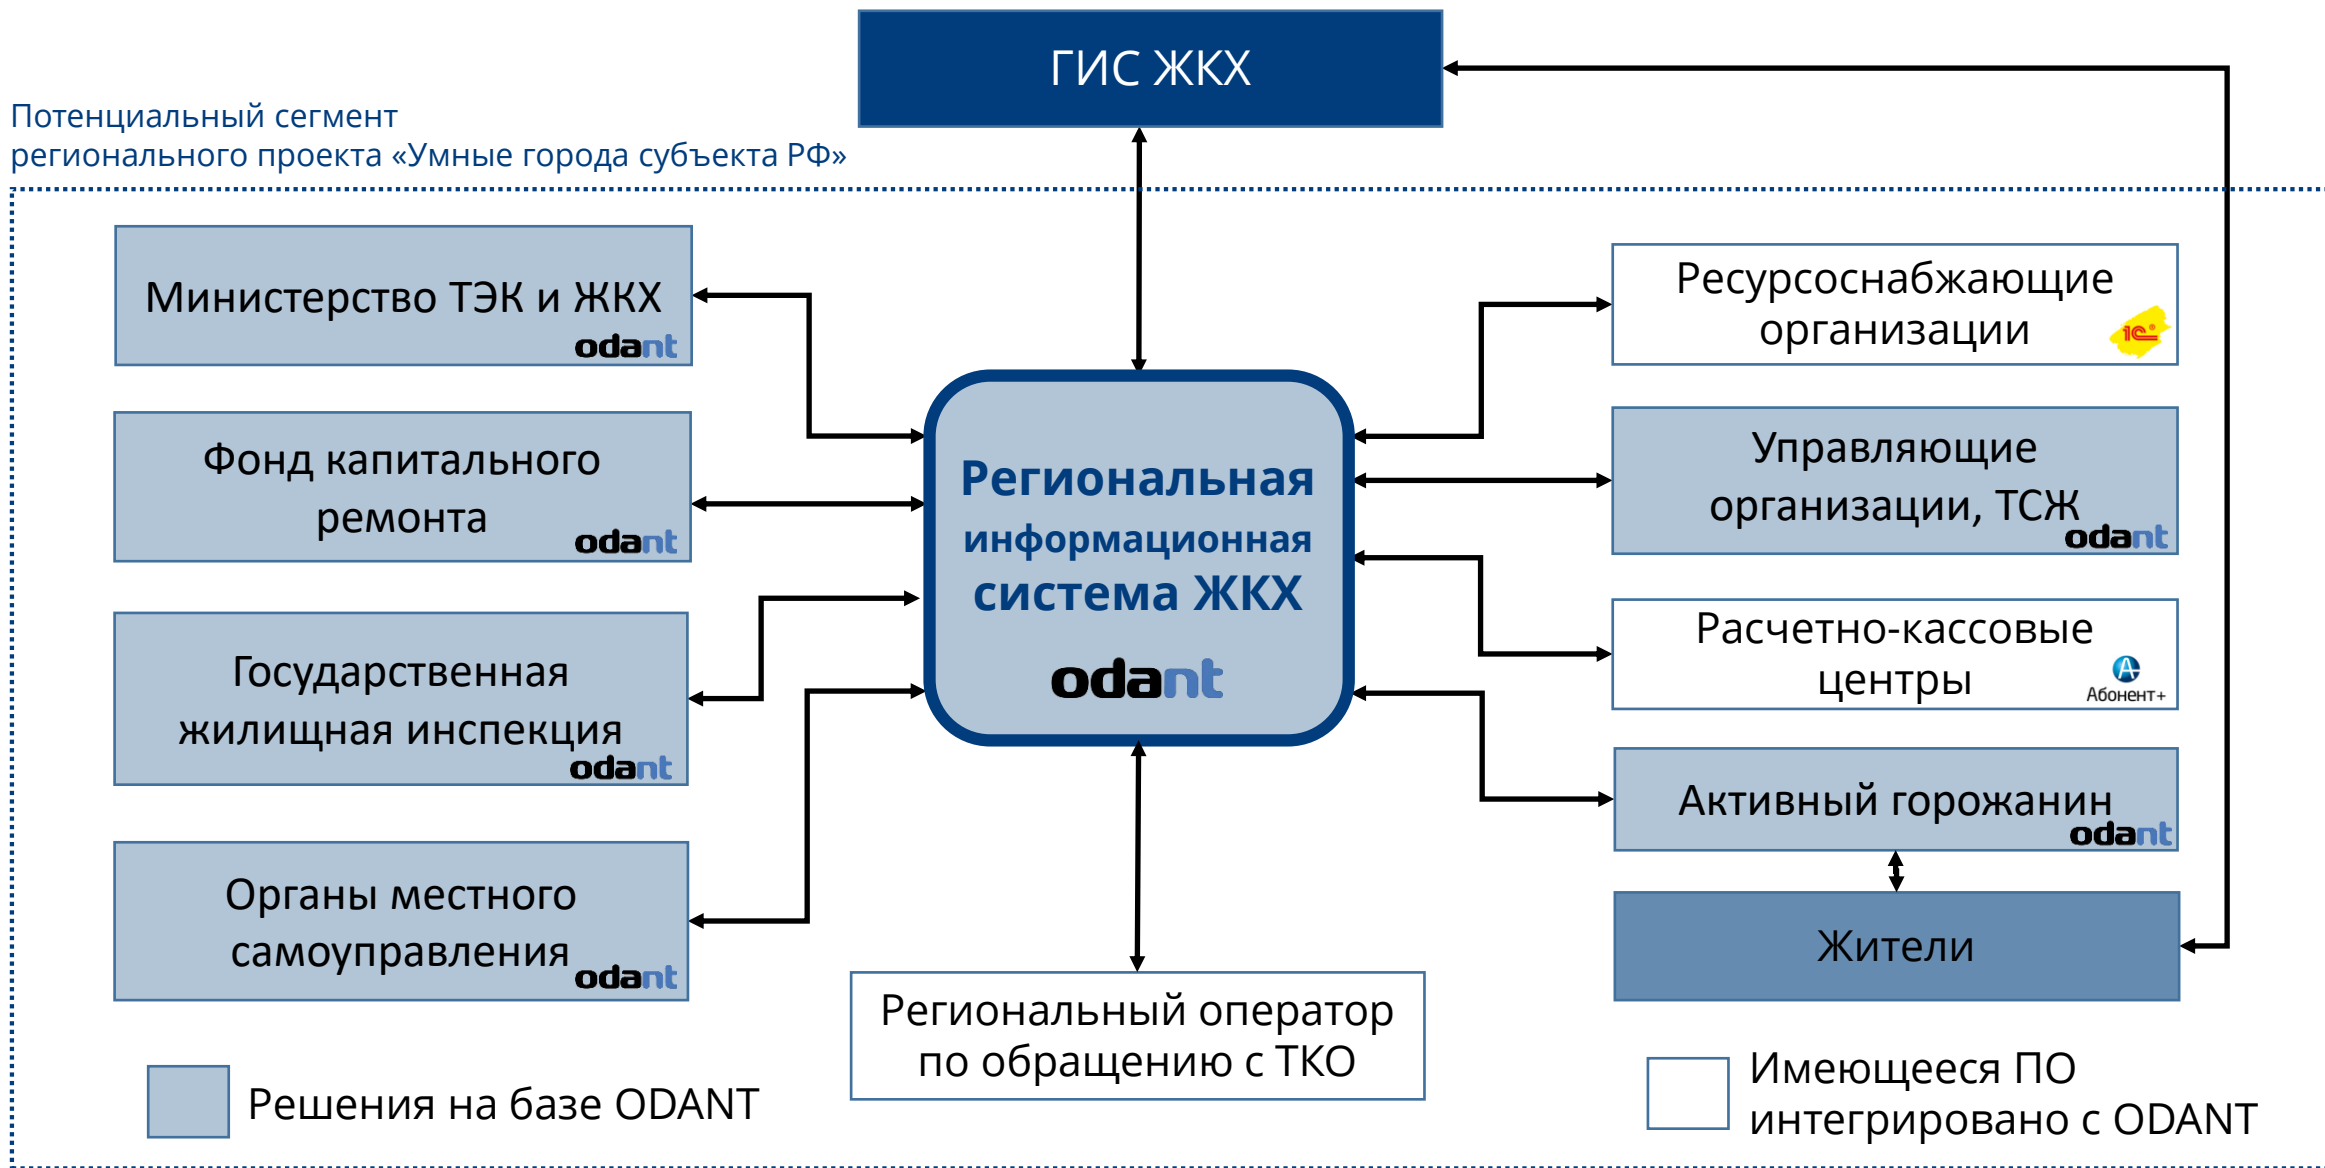 ГИС ЖКХ
Потенциальный сегмент
регионального проекта «Умные города субъекта РФ»
Министерство ТЭК и ЖКХ
odant
Фонд капитального
ремонта
odant
Государственная
жилищная инспекция
odant
Органы местного
самоуправления
odant
Региональная
информационная
система ЖКХ
odant
Региональный оператор
по обращению с ТКО
Ресурсоснабжающие
организации
1С®
Управляющие
организации, ТСЖ
odant
Расчетно-кассовые
центры
А
Абонент+
Активный горожанин
odant
Жители
Решения на базе ODANT
Имеющееся ПО
интегрировано с ODANT